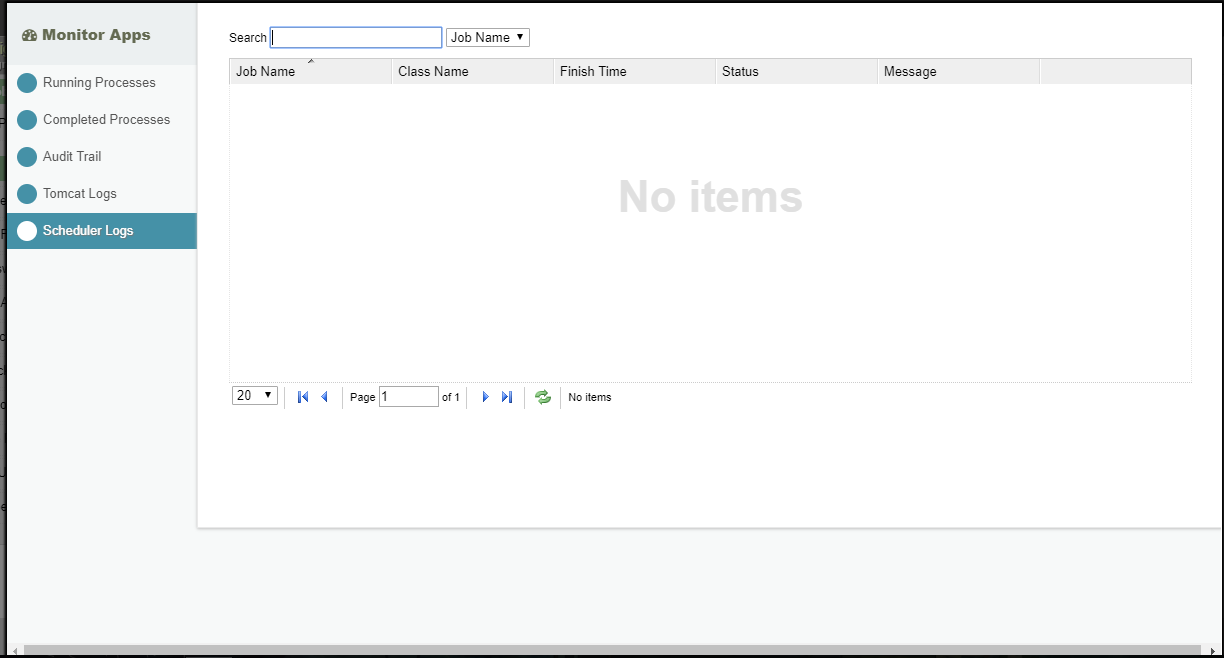 Monitor Apps
Running Processes
Completed Processes
Audit Trail
Tomcat Logs
Scheduler Logs
Search Job Name
Job Name Class Name Finish Time Status Message
No items
20 Page 1 of 1 No items